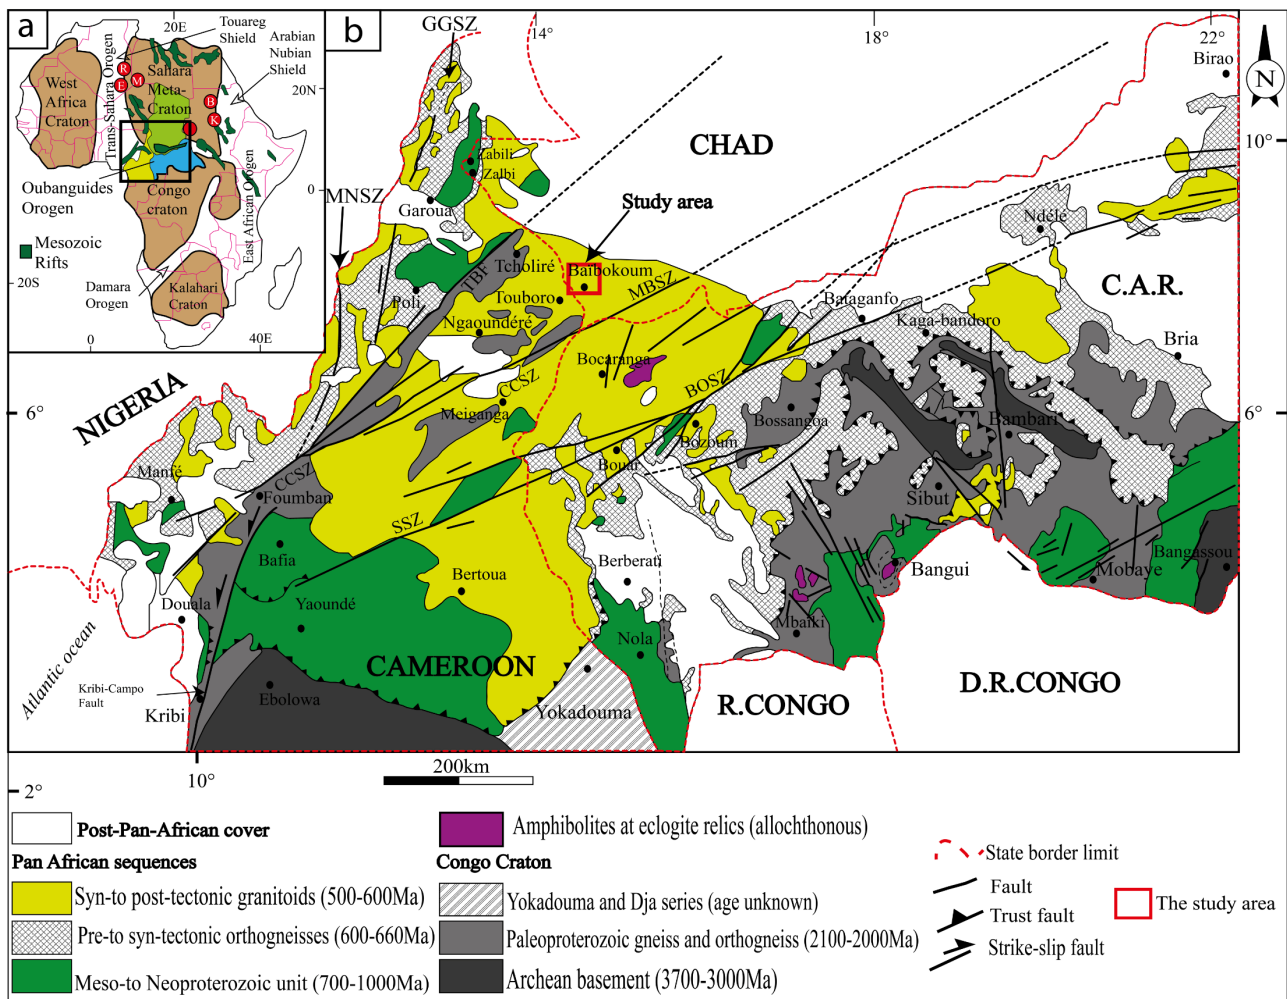 a
20E
Touareg
Shield
Arabian
Nubian
Shield
Trans-Sahara Orogen
West
Africa
Craton
Sahara
Meta-
Craton
R
E
M
B
K
20N
0
Oubanguides
Orogen
Congo
craton
East African Orogen
Mesozoic
Rifts
20S
Damara
Orogen
Kalahari
Craton
0
40E
b
GGSZ
14°
18°
22°
Birao
N
10°
CHAD
Zabili
Zalbi
MNSZ
Garoua
Study area
Ndélé
TBF
Tcholiré
Baïbokoum
MBSZ
Poli
Touboro
Bataganfo
C.A.R.
Ngaoundéré
Kaga-bandoro
Bria
Bocaranga
CCSZ
BOSZ
NIGERIA
6°
Meiganga
Bossangoa
Bambari
6°
Bozoum
Manfé
CCSZ
Bouar
Foumban
Sibut
SSZ
Bafia
Berberati
Bangui
Bangassou
Mobaye
Bertoua
Douala
Yaoundé
Mbaïki
Nola
Atlantic ocean
CAMEROON
Kribi-Campo
Fault
Ebolowa
D.R.CONGO
Kribi
Yokadouma
R.CONGO
10°
200km
2°
Post-Pan-African cover
Pan African sequences
Syn-to post-tectonic granitoids (500-600Ma)
Pre-to syn-tectonic orthogneisses (600-660Ma)
Meso-to Neoproterozoic unit (700-1000Ma)
Amphibolites at eclogite relics (allochthonous)
Congo Craton
Yokadouma and Dja series (age unknown)
Paleoproterozoic gneiss and orthogneiss (2100-2000Ma)
Archean basement (3700-3000Ma)
State border limit
Fault
Trust fault
Strike-slip fault
The study area